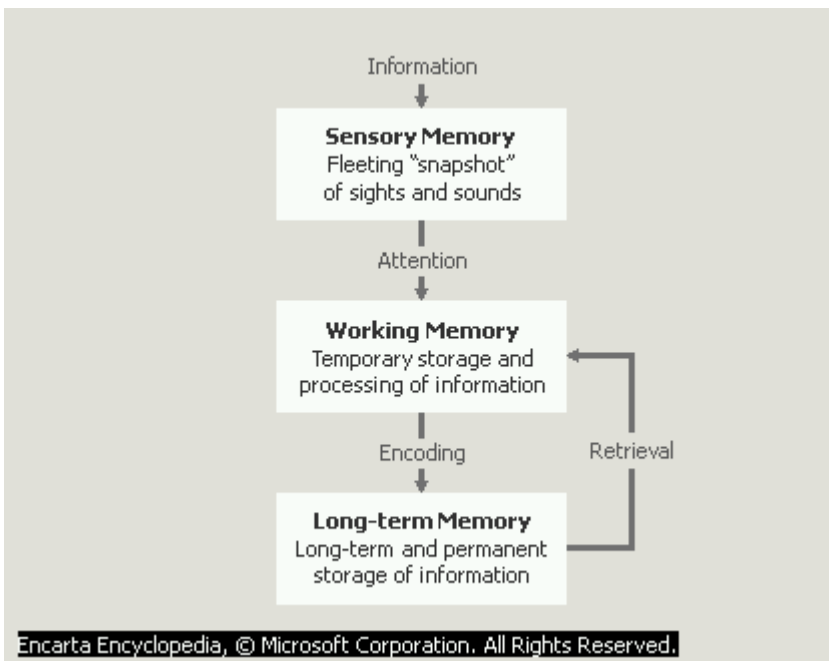 Information
Sensory Memory
Fleeting “snapshot”
of sights and sounds
Attention
Working Memory
Temporary storage and
processing of information
Encoding
Retrieval
Long-term Memory
Long-term and permanent
storage of information
Encarta Encyclopedia, © Microsoft Corporation. All Rights Reserved.